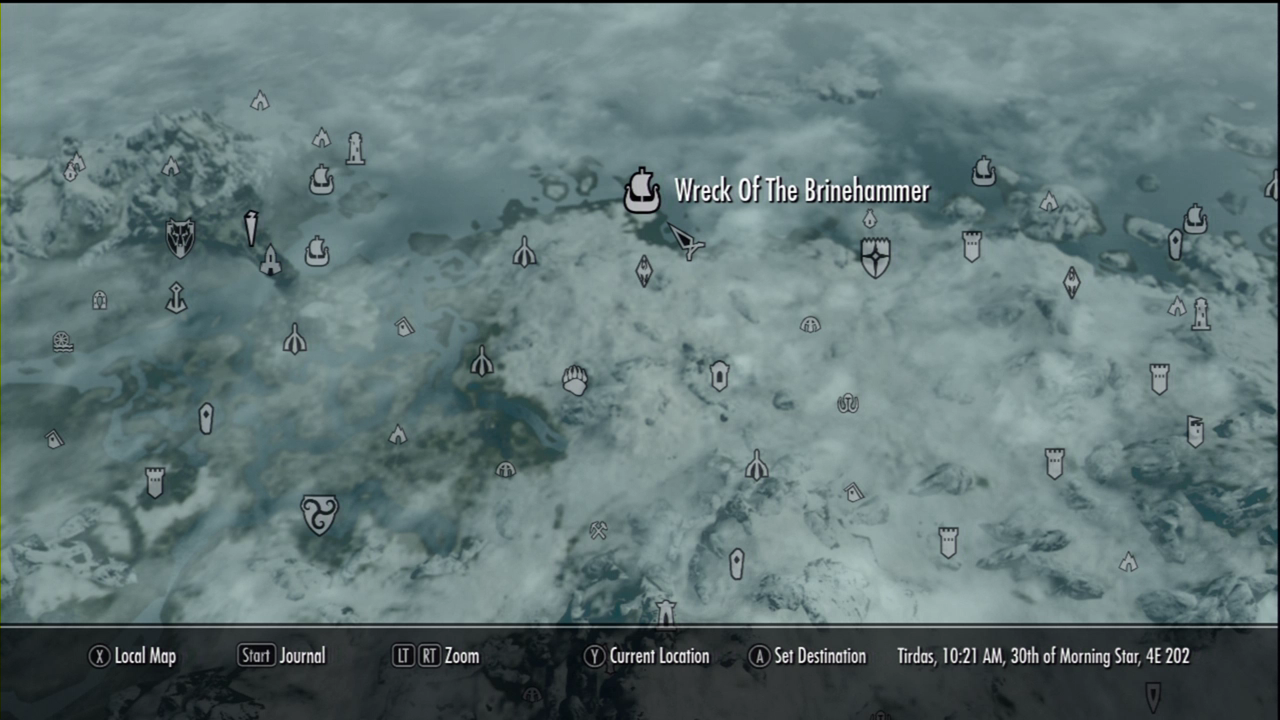 Wreck Of The Brinehammer
X Local Map
Start Journal
LT RT Zoom
Y Current Location
A Set Destination
Tirdas, 10:21 AM, 30th of Morning Star, 4E 202